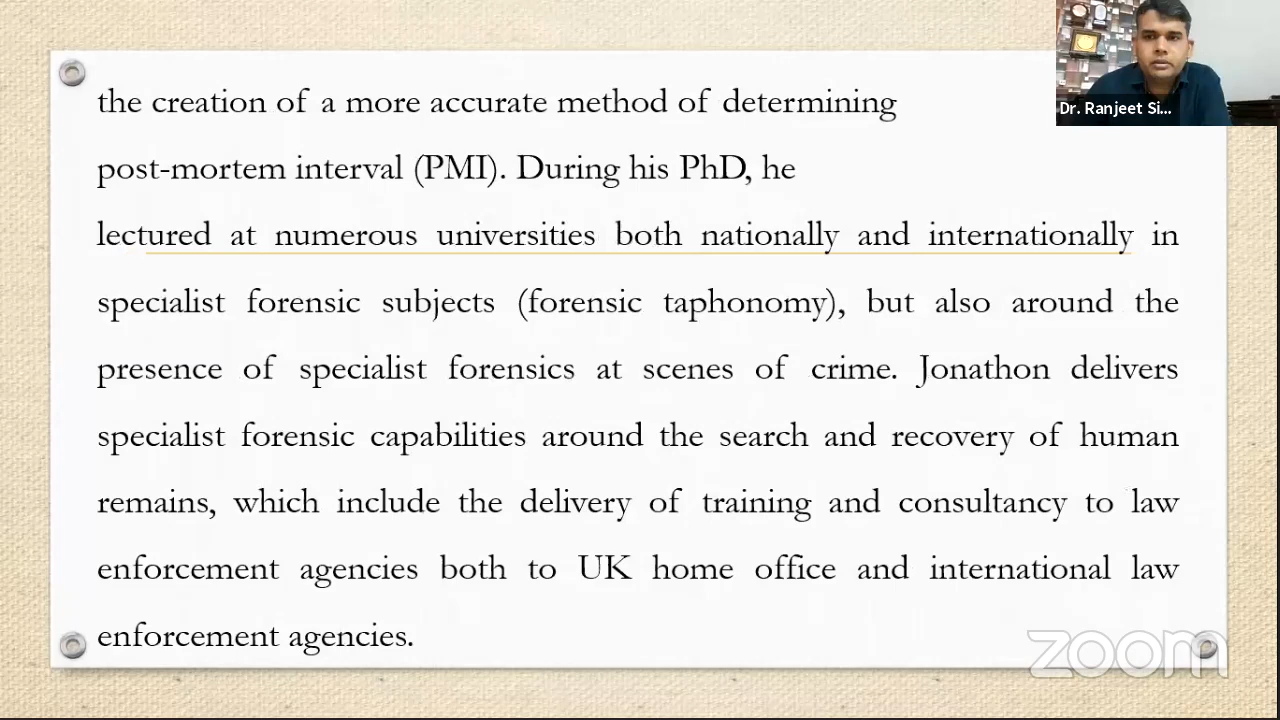 the creation of a more accurate method of determining
post-mortem interval (PMI). During his PhD, he
lectured at numerous universities both nationally and internationally in
specialist forensic subjects (forensic taphonomy), but also around the
presence of specialist forensics at scenes of crime. Jonathon delivers
specialist forensic capabilities around the search and recovery of human
remains, which include the delivery of training and consultancy to law
enforcement agencies both to UK home office and international law
enforcement agencies.
Dr. Ranjeet Si...
zoom